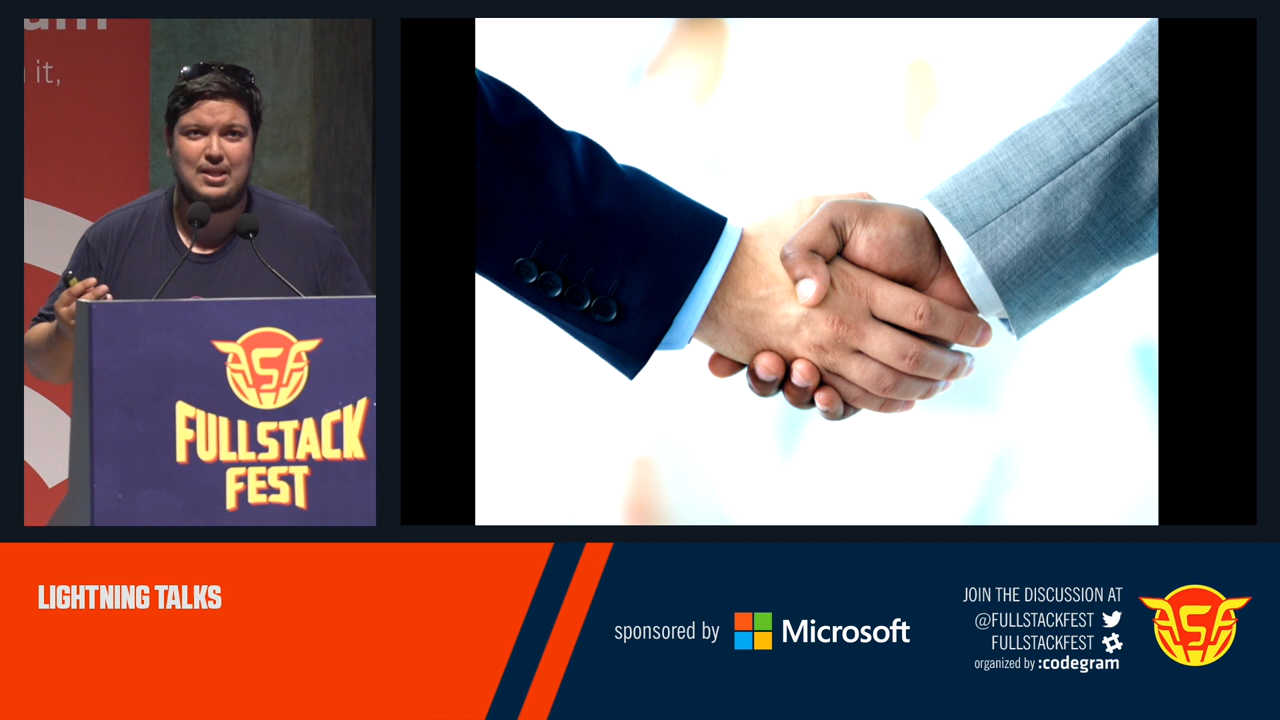 it,
FULLSTACK
FEST
LIGHTNING TALKS
sponsored by Microsoft
JOIN THE DISCUSSION AT
@FULLSTACKFEST
FULLSTACKFEST
organized by :codegram